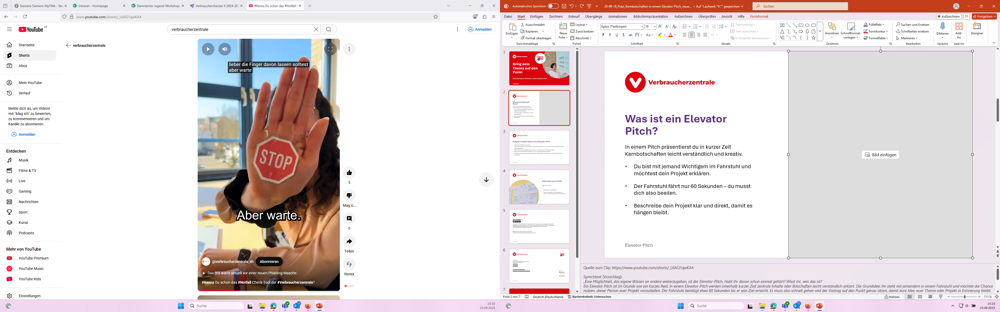 Siemens Siemens MyTMA - Sta
Intranet – Homepage
Demnächst: Jugend-Workshops
Verbraucherchecker II 2024-202
#Kenns Du schon das #Notfall-
www.youtube.com/shorts/_L6AQ1qwKA4
YouTube DE
verbraucherzentrale
Anmelden
Startseite
Shorts
Abos
Mein YouTube
Verlauf
Melde dich an, um Videos
mit "Mag ich" zu bewerten,
zu kommentieren und um
Kanäle zu abonnieren.
Anmelden
Entdecken
Musik
Filme & TV
Live
Gaming
Nachrichten
Sport
Kurse
Podcasts
Mehr von YouTube
YouTube Premium
YouTube Music
YouTube Kids
Einstellungen
verbraucherzentrale
lieber die Finger davon lassen solltest
aber warte
STOP
Aber warte.
@verbraucherzentrale_sh
Abonnieren
Das BSI warnt aktuell vor einer neuen Phishing-Masche.
#Kenns Du schon das #Notfall-Check-Tool der #Verbraucherzentrale?
5
Mag ic...
0
Teilen
Remix
Suche
15:23
23.09.2025
Automatisches Speichern
25-09-18_Präsi_Kernbotschaften in einem Elevator-Pitch_neue... • Auf "Laufwerk "V:"" gespeichert
Suchen
Datei Start Einfügen Zeichnen Entwurf Übergänge Animationen Bildschirmpräsentation Aufzeichnen Überprüfen Ansicht Hilfe Formformat
Aufzeichnen
Freigeben
Einfügen
Ausschneiden
Kopieren
Format übertragen
Zwischenablage
Neue
Folie
Layout
Zurücksetzen
Abschnitt
Folien
Aptos (Textkörper)
16
F K U S ab AV Aa
Schriftart
Textrichtung
Text ausrichten
In SmartArt konvertieren
Absatz
Anordnen
Schnellformat-
vorlagen
Fülleffekt
Formkontur
Formeffekte
Zeichnen
Suchen und Ersetzen
Schriftarten ersetzen
Markieren
Bearbeiten
Diktieren
Sprache
Add-
Ins
Add-Ins
Designer
1
Verbraucherzentrale
Check it!
Bring dein
Thema auf den
Punkt
Kernbotschaften vermitteln in einem Elevator-Pitch
2
Was ist ein Elevator
Pitch?
3
Aufgabe: Erstellt selbst einen Elevator-Pitch
4
Präsentiert euren Pitch!
5
6
7
Verbraucherzentrale
Was ist ein Elevator
Pitch?
In einem Pitch präsentierst du in kurzer Zeit
Kernbotschaften leicht verständlich und kreativ.
• Du bist mit jemand Wichtigem im Fahrstuhl und
möchtest dein Projekt erklären.
• Der Fahrstuhl fährt nur 60 Sekunden – du musst
dich also beeilen.
• Beschreibe dein Projekt klar und direkt, damit es
hängen bleibt.
Elevator-Pitch
Bild einfügen
Quelle zum Clip: https://www.youtube.com/shorts/_L6AQ1qwKA4
Sprechtext (Vorschlag):
„Eine Möglichkeit, das eigene Wissen an andere weiterzugeben, ist der Elevator-Pitch. Habt ihr davon schon einmal gehört? Wisst ihr, was das ist?
Ein Elevator Pitch ist im Grunde wie ein kurzes Reel. In einem Elevator-Pitch werden innerhalb kurzer Zeit zentrale Inhalte oder Botschaften leicht verständlich erklärt. Die Grundidee: Ihr steht mit jemandem in einem Fahrstuhl und möchtet die Chance
nutzen, dieser Person euer Projekt vorzustellen. Der Fahrstuhl benötigt etwa 60 Sekunden bis er sein Ziel erreicht. Es muss also schnell gehen und der Vortrag auf den Punkt genau sitzen, damit eure Idee, euer Thema oder Projekt in Erinnerung bleibt.
Folie 2 von 7
Deutsch (Deutschland)
Barrierefreiheit: Untersuchen
Notizen
111 %
Suche
15:23
23.09.2025